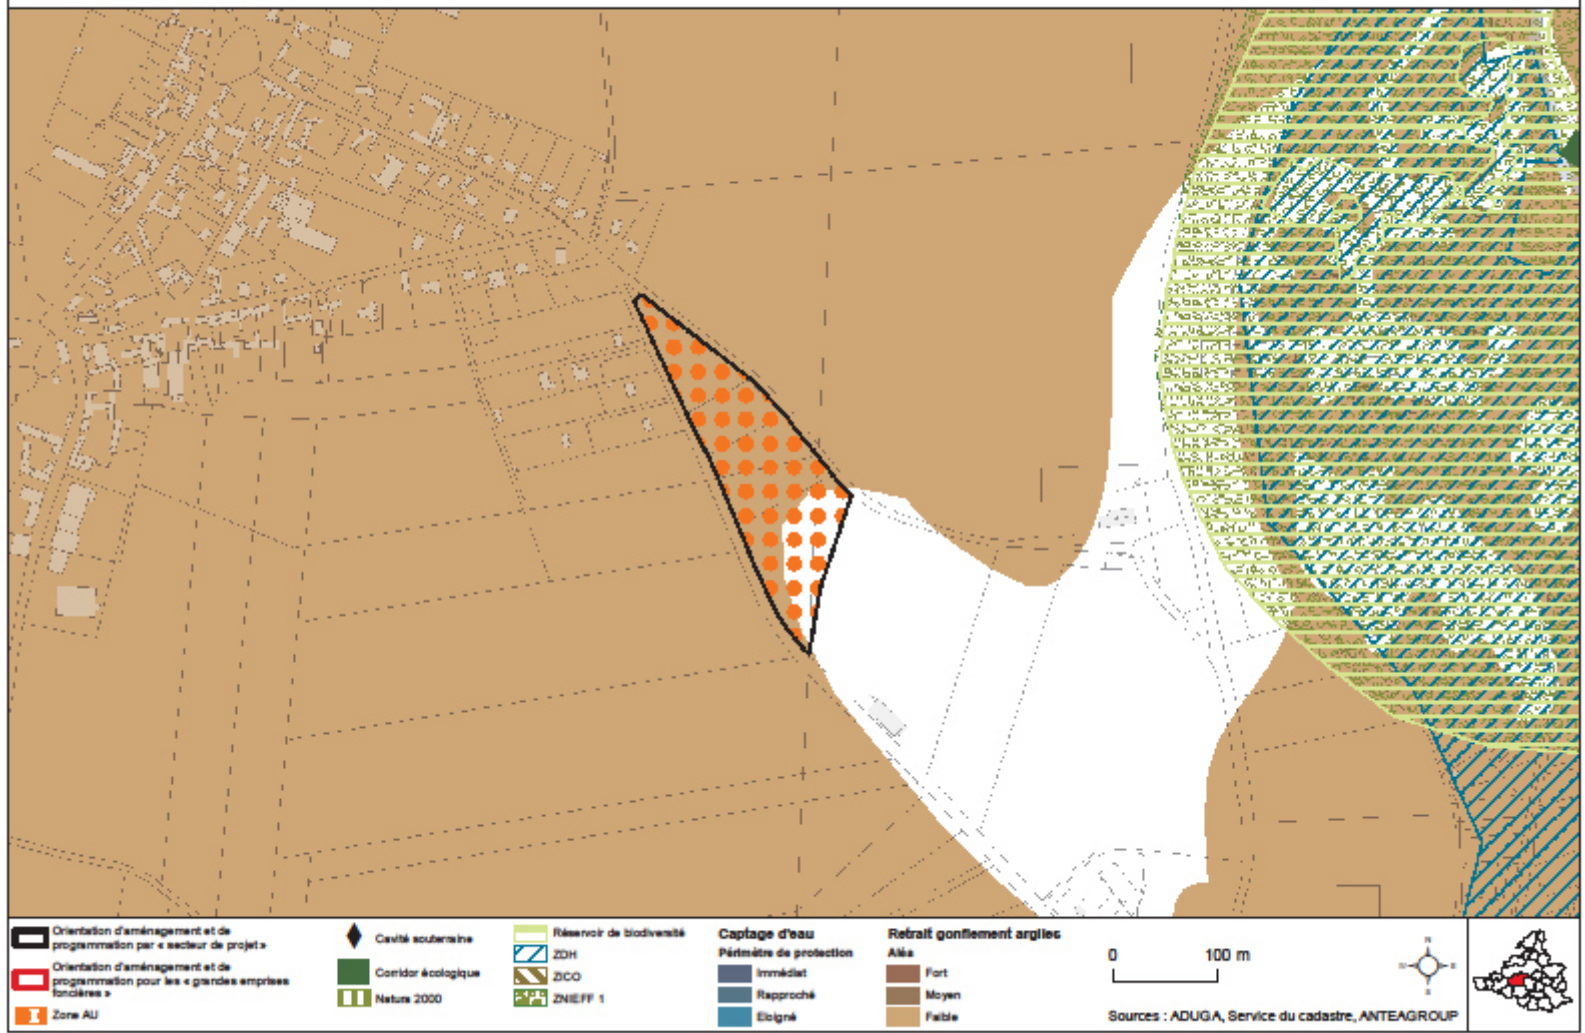 Orientation d'aménagement et de
programmation par « secteur de projet »
Orientation d'aménagement et de
programmation pour les « grandes emprises
foncières »
Zone AU
Cavité souterraine
Corridor écologique
Natura 2000
Réservoir de biodiversité
ZDH
ZICO
ZNIEFF 1
Captage d'eau
Périmètre de protection
Immédiat
Rapproché
Eloigné
Retrait gonflement argiles
Aléa
Fort
Moyen
Faible
0 100 m
Sources : ADUGA, Service du cadastre, ANTEAGROUP